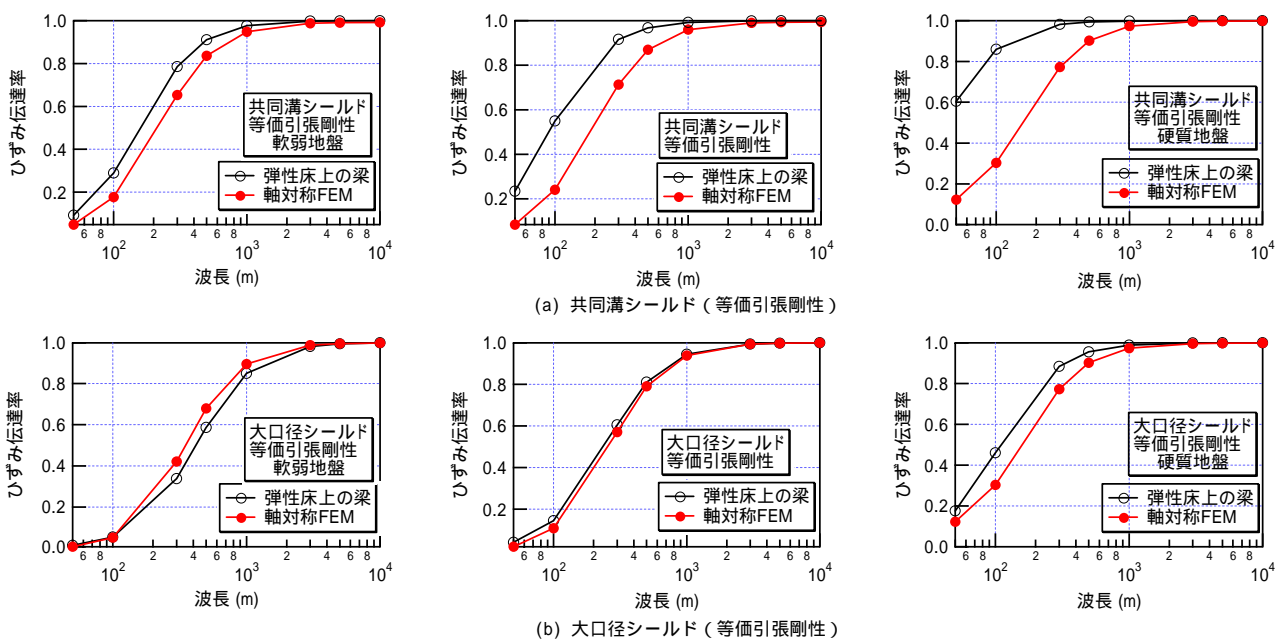 ひずみ伝達率
1.0
0.8
0.6
0.4
0.2
共同溝シールド
等価引張剛性
軟弱地盤
弾性床上の梁
軸対称FEM
6 8 10² 2 4 6 8 10³ 2 4 6 8 10⁴
波長 (m)
ひずみ伝達率
1.0
0.8
0.6
0.4
0.2
共同溝シールド
等価引張剛性
弾性床上の梁
軸対称FEM
6 8 10² 2 4 6 8 10³ 2 4 6 8 10⁴
波長 (m)
ひずみ伝達率
1.0
0.8
0.6
0.4
0.2
0.0
共同溝シールド
等価引張剛性
硬質地盤
弾性床上の梁
軸対称FEM
6 8 10² 2 4 6 8 10³ 2 4 6 8 10⁴
波長 (m)
(a) 共同溝シールド（等価引張剛性）
ひずみ伝達率
1.0
0.8
0.6
0.4
0.2
0.0
大口径シールド
等価引張剛性
軟弱地盤
弾性床上の梁
軸対称FEM
6 8 10² 2 4 6 8 10³ 2 4 6 8 10⁴
波長 (m)
ひずみ伝達率
1.0
0.8
0.6
0.4
0.2
大口径シールド
等価引張剛性
弾性床上の梁
軸対称FEM
6 8 10² 2 4 6 8 10³ 2 4 6 8 10⁴
波長 (m)
ひずみ伝達率
1.0
0.8
0.6
0.4
0.2
0.0
大口径シールド
等価引張剛性
硬質地盤
弾性床上の梁
軸対称FEM
6 8 10² 2 4 6 8 10³ 2 4 6 8 10⁴
波長 (m)
(b) 大口径シールド（等価引張剛性）